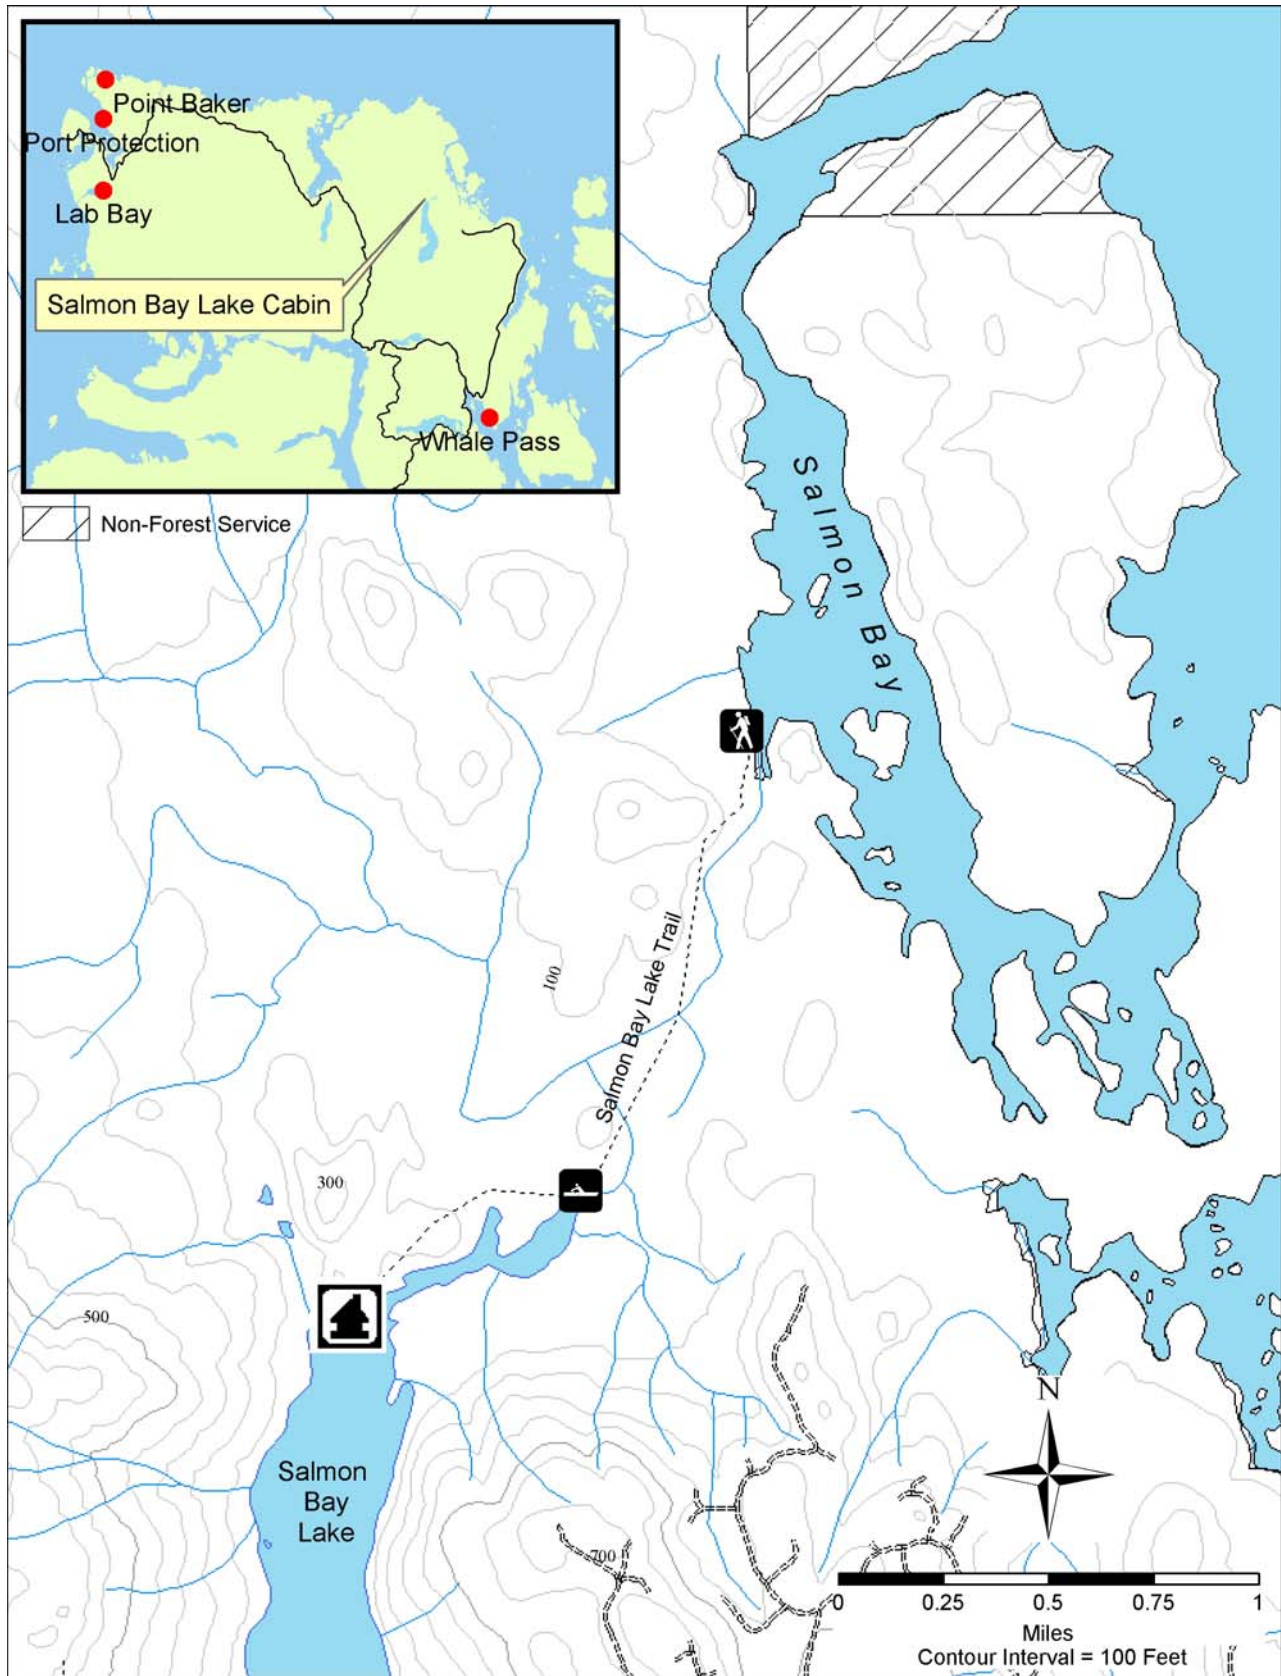 Point Baker
Port Protection
Lab Bay
Salmon Bay Lake Cabin
Whale Pass
Non-Forest Service
Salmon Bay
Salmon Bay Lake Trail
100
300
500
Salmon
Bay
Lake
700
N
0 0.25 0.5 0.75 1
Miles
Contour Interval = 100 Feet